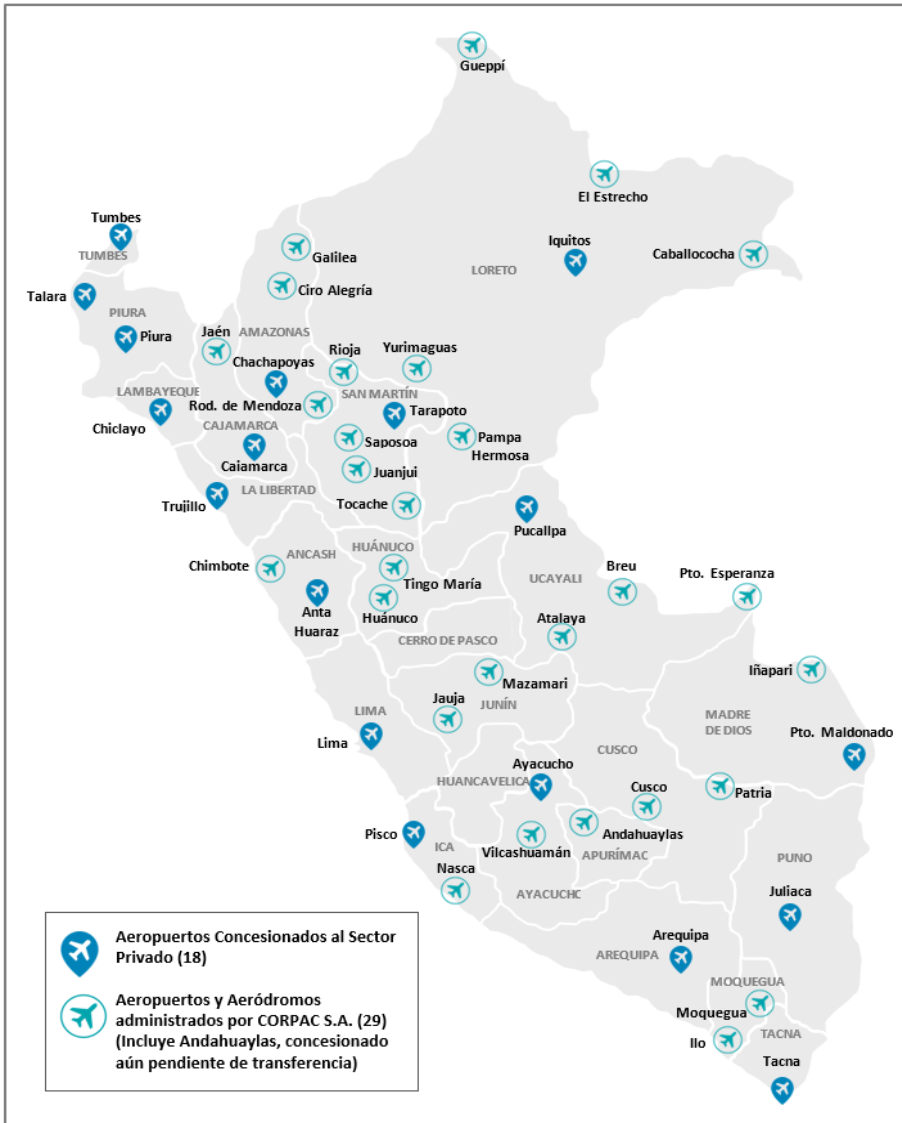 Gueppí
El Estrecho
Tumbes
TUMBES
Galilea
Iquitos
Caballococha
LORETO
Talara
Ciro Alegría
PIURA
Piura
Jaén
AMAZONAS
Rioja
Yurimaguas
Chachapoyas
LAMBAYEQUE
SAN MARTÍN
Rod. de Mendoza
Tarapoto
Chiclayo
CAJAMARCA
Saposoa
Pampa
Hermosa
Caiamarca
Juanjui
LA LIBERTAD
Trujillo
Tocache
Pucallpa
HUÁNUCO
ANCASH
Chimbote
Tingo María
UCAYALI
Breu
Pto. Esperanza
Anta
Huaraz
Huánuco
Atalaya
CERRO DE PASCO
Iñapari
Mazamari
Jauja
JUNÍN
LIMA
MADRE
DE DIOS
Lima
Pto. Maldonado
CUSCO
Ayacucho
HUANCAVELICA
Cusco
Patria
Pisco
Andahuaylas
ICA
Vilcashuamán
APURÍMAC
PUNO
Nasca
AYACUCHC
Juliaca
Arequipa
AREQUIPA
MOQUEGUA
Moquegua
TACNA
Ilo
Tacna
Aeropuertos Concesionados al Sector
Privado (18)
Aeropuertos y Aeródromos
administrados por CORPAC S.A. (29)
(Incluye Andahuaylas, concesionado
aún pendiente de transferencia)